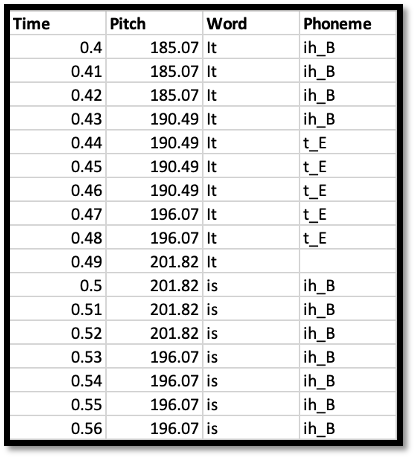 Time Pitch Word Phoneme
0.4 185.07 It ih_B
0.41 185.07 It ih_B
0.42 185.07 It ih_B
0.43 190.49 It ih_B
0.44 190.49 It t_E
0.45 190.49 It t_E
0.46 190.49 It t_E
0.47 196.07 It t_E
0.48 196.07 It t_E
0.49 201.82 It
0.5 201.82 is ih_B
0.51 201.82 is ih_B
0.52 201.82 is ih_B
0.53 196.07 is ih_B
0.54 196.07 is ih_B
0.55 196.07 is ih_B
0.56 196.07 is ih_B